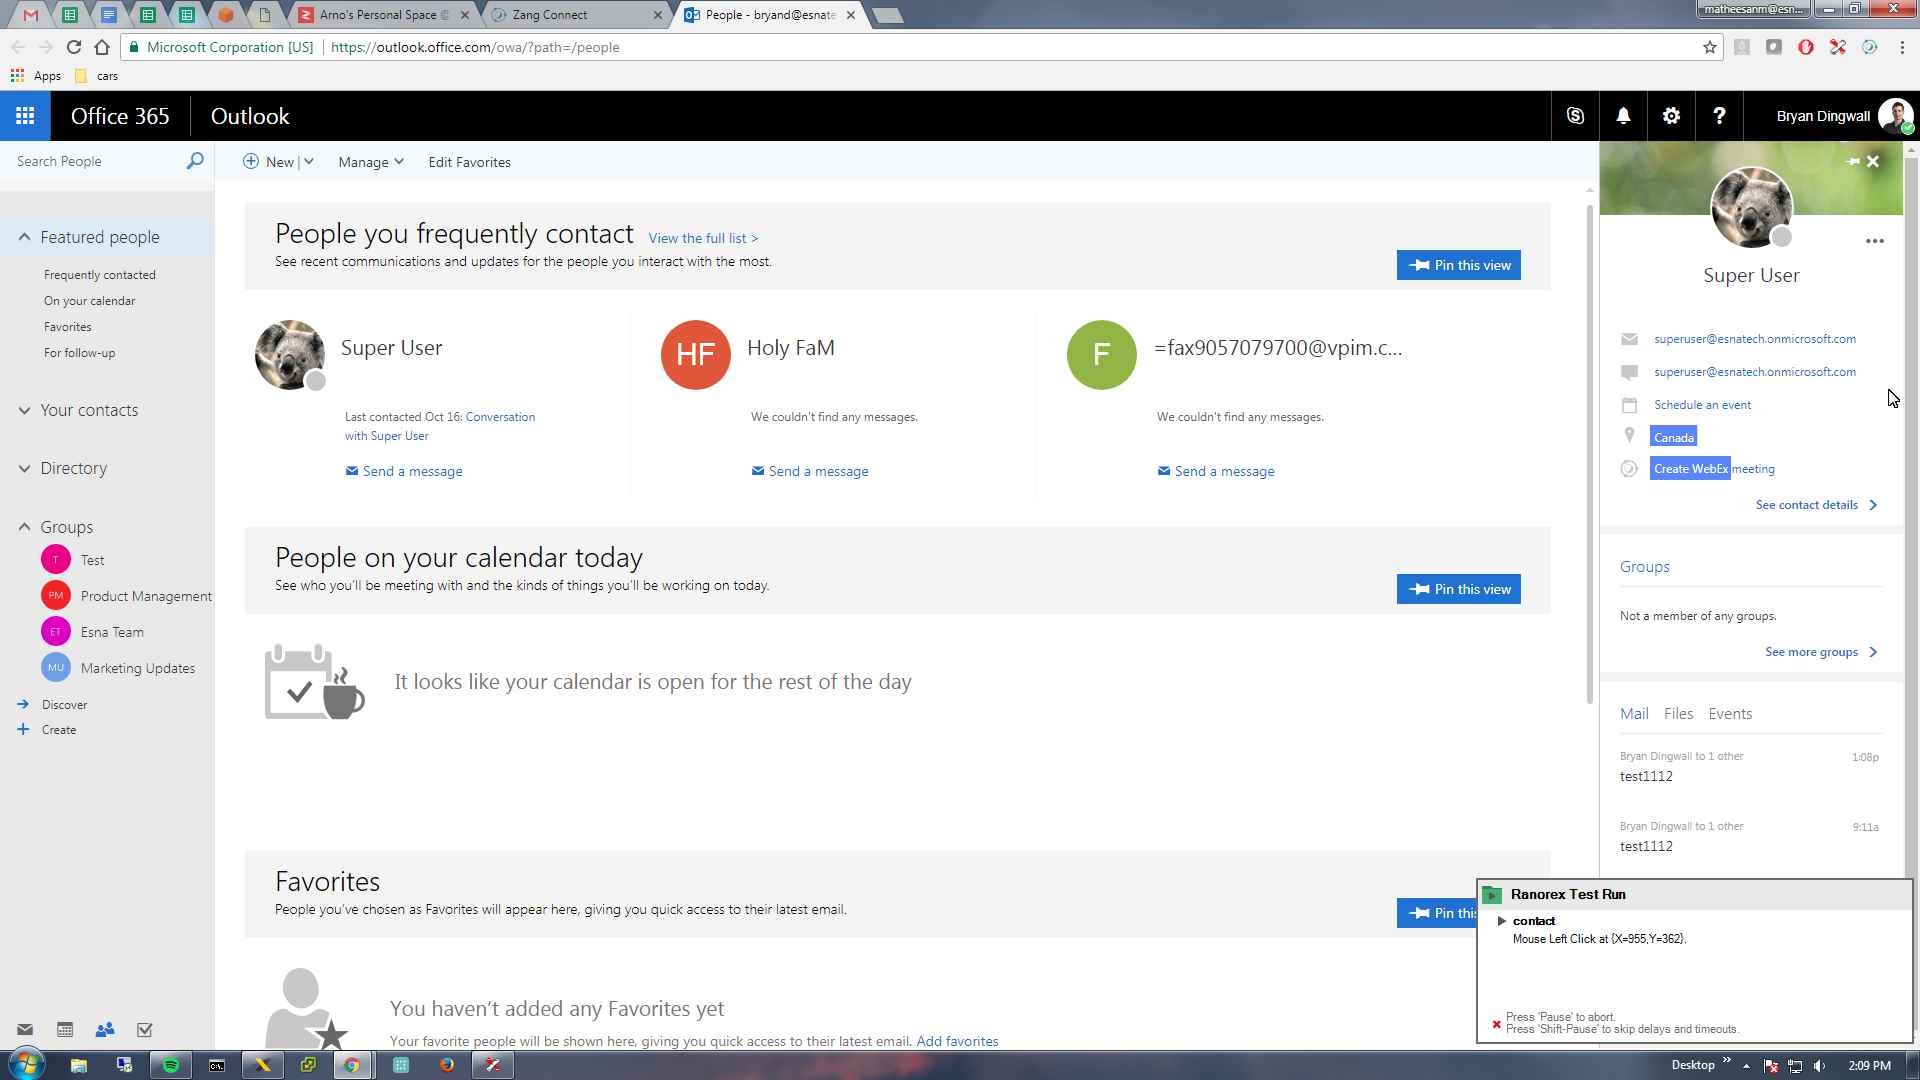 Arno's Personal Space @
Zang Connect
People - bryand@esnate
matheesanm@esn...
Microsoft Corporation [US]
https://outlook.office.com/owa/?path=/people
Apps
cars
Office 365
Outlook
Bryan Dingwall
Search People
New
Manage
Edit Favorites
Featured people
Frequently contacted
On your calendar
Favorites
For follow-up
Your contacts
Directory
Groups
T
Test
PM
Product Management
ET
Esna Team
MU
Marketing Updates
Discover
Create
People you frequently contact
View the full list >
See recent communications and updates for the people you interact with the most.
Pin this view
Super User
Last contacted Oct 16: Conversation
with Super User
Send a message
HF
Holy FaM
We couldn't find any messages.
Send a message
F
=fax9057079700@vpim.c...
We couldn't find any messages.
Send a message
People on your calendar today
See who you'll be meeting with and the kinds of things you'll be working on today.
Pin this view
It looks like your calendar is open for the rest of the day
Favorites
People you've chosen as Favorites will appear here, giving you quick access to their latest email.
Pin this
You haven't added any Favorites yet
Your favorite people will be shown here, giving you quick access to their latest email. Add favorites
Super User
superuser@esnatech.onmicrosoft.com
superuser@esnatech.onmicrosoft.com
Schedule an event
Canada
Create WebEx meeting
See contact details
Groups
Not a member of any groups.
See more groups
Mail
Files
Events
Bryan Dingwall to 1 other
1:08p
test1112
Bryan Dingwall to 1 other
9:11a
test1112
Ranorex Test Run
contact
Mouse Left Click at {X=955,Y=362}.
Press 'Pause' to abort.
Press 'Shift-Pause' to skip delays and timeouts.
Desktop
2:09 PM